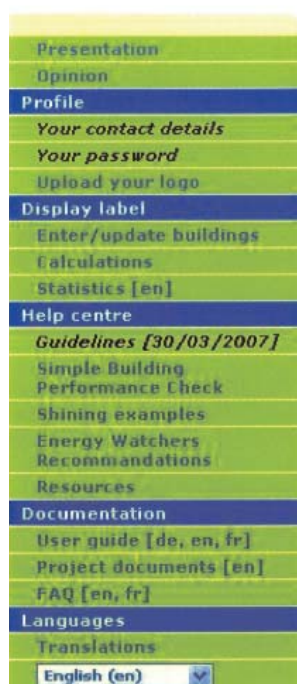 Presentation
Opinion
Profile
Your contact details
Your password
Upload your logo
Display label
Enter/update buildings
Calculations
Statistics [en]
Help centre
Guidelines [30/03/2007]
Simple Building
Performance Check
Shining examples
Energy Watchers
Recommandations
Resources
Documentation
User guide [de, en, fr]
Project documents [en]
FAQ [en, fr]
Languages
Translations
English (en)